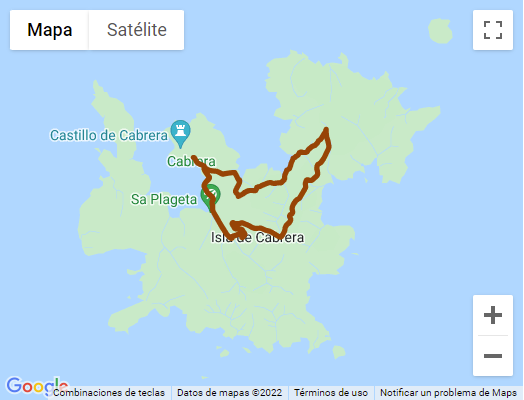 Mapa
Satélite
Castillo de Cabrera
Cabrera
Sa Plageta
Isla de Cabrera
Google
Combinaciones de teclas
Datos de mapas ©2022
Términos de uso
Notificar un problema de Maps